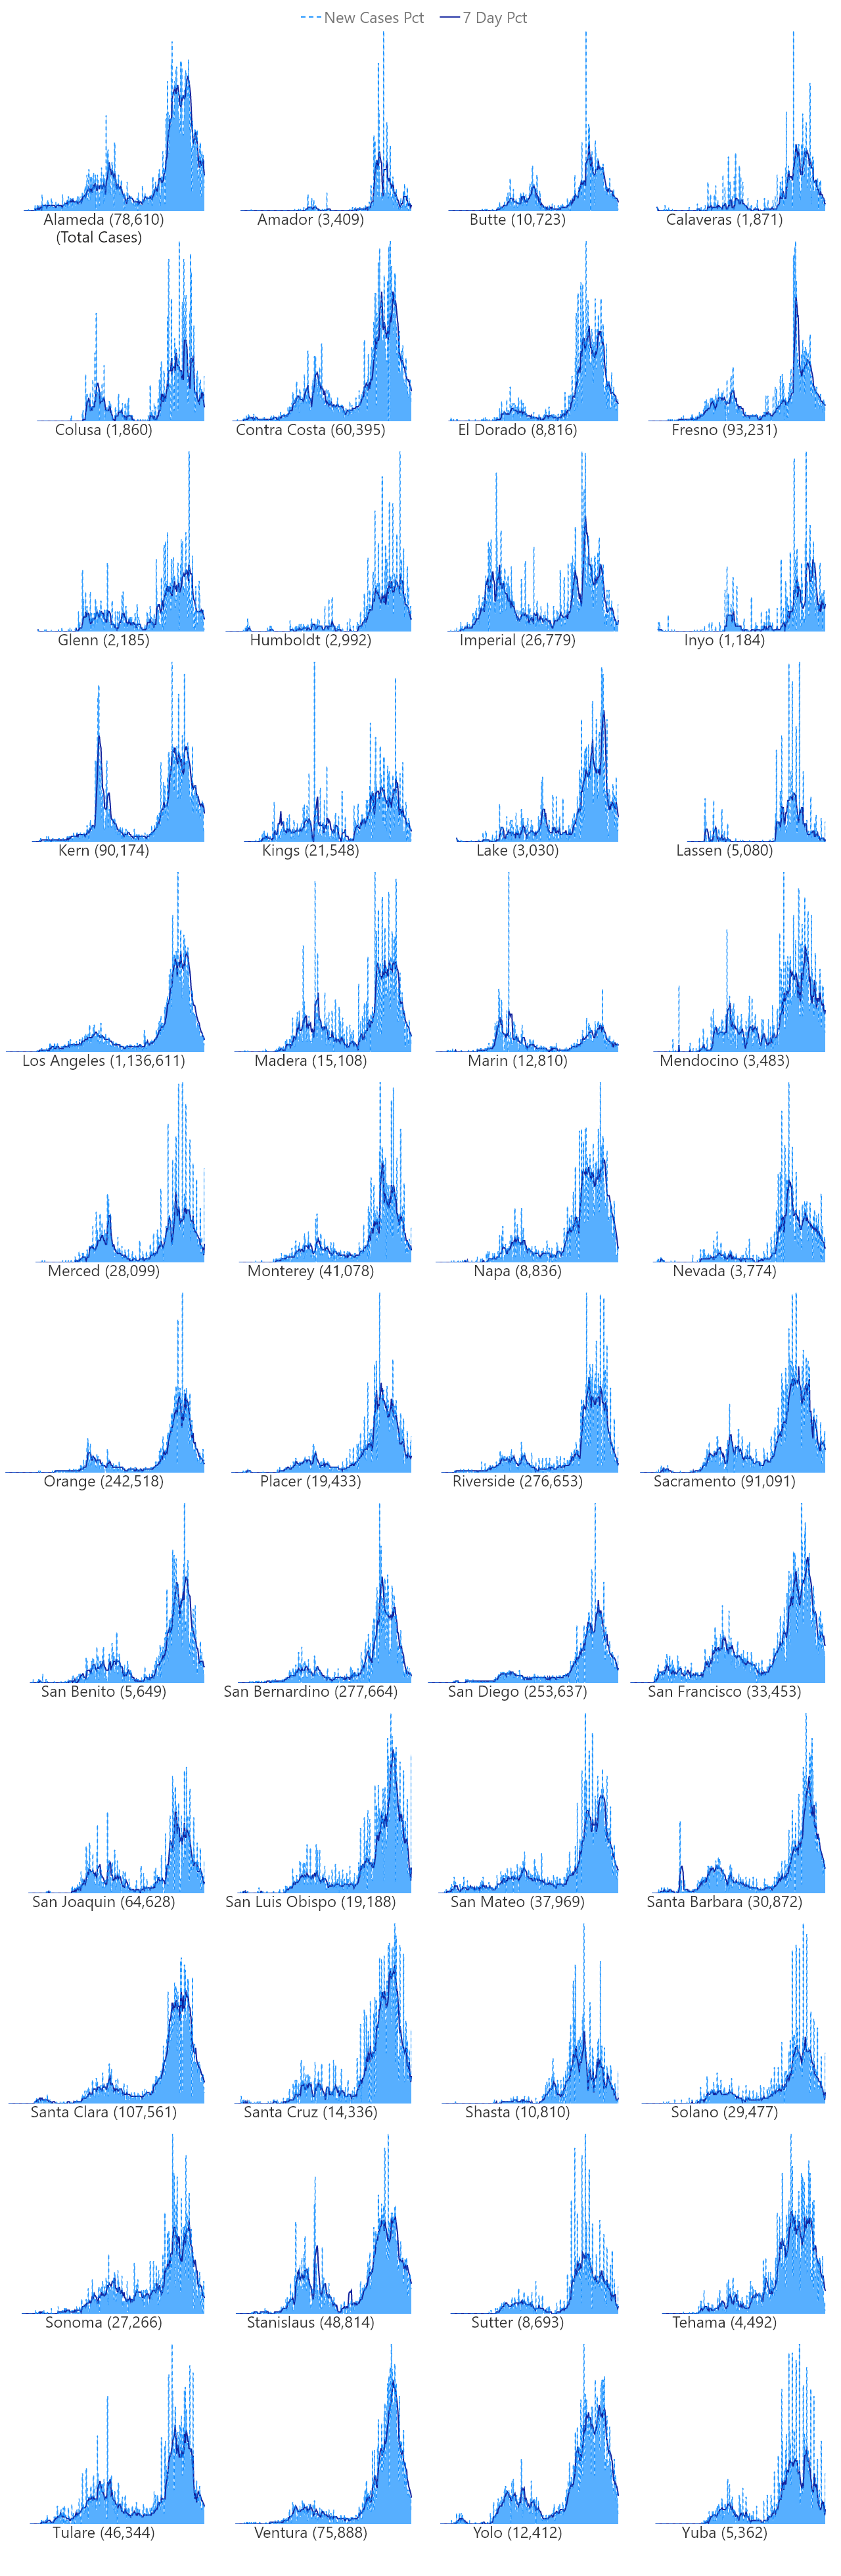 New Cases Pct 7 Day Pct
Alameda (78,610) Amador (3,409) Butte (10,723) Calaveras (1,871)
(Total Cases)
Colusa (1,860) Contra Costa (60,395) El Dorado (8,816) Fresno (93,231)
Glenn (2,185) Humboldt (2,992) Imperial (26,779) Inyo (1,184)
Kern (90,174) Kings (21,548) Lake (3,030) Lassen (5,080)
Los Angeles (1,136,611) Madera (15,108) Marin (12,810) Mendocino (3,483)
Merced (28,099) Monterey (41,078) Napa (8,836) Nevada (3,774)
Orange (242,518) Placer (19,433) Riverside (276,653) Sacramento (91,091)
San Benito (5,649) San Bernardino (277,664) San Diego (253,637) San Francisco (33,453)
San Joaquin (64,628) San Luis Obispo (19,188) San Mateo (37,969) Santa Barbara (30,872)
Santa Clara (107,561) Santa Cruz (14,336) Shasta (10,810) Solano (29,477)
Sonoma (27,266) Stanislaus (48,814) Sutter (8,693) Tehama (4,492)
Tulare (46,344) Ventura (75,888) Yolo (12,412) Yuba (5,362)